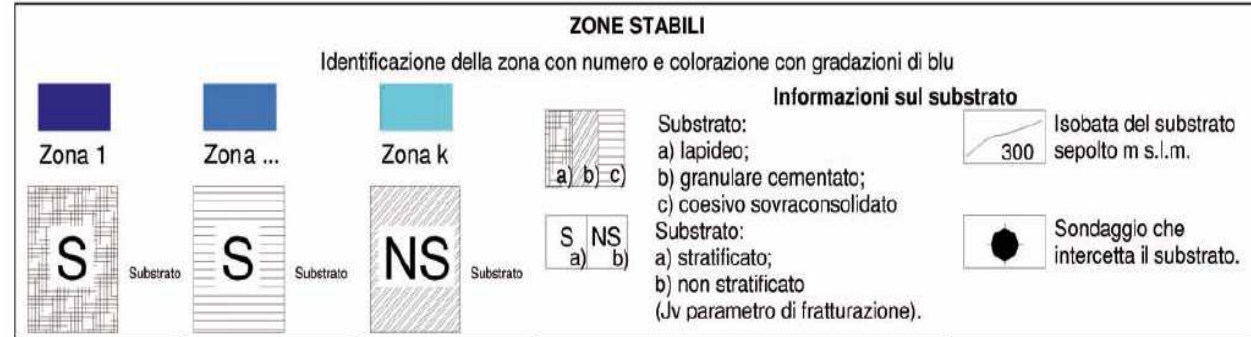 ZONE STABILI
Identificazione della zona con numero e colorazione con gradazioni di blu
Zona 1
Zona ...
Zona k
S
Substrato
S
Substrato
NS
Substrato
Informazioni sul substrato
a) b) c)
Substrato:
a) lapideo;
b) granulare cementato;
c) coesivo sovraconsolidato
S NS
a) b)
Substrato:
a) stratificato;
b) non stratificato
(Jv parametro di fratturazione).
300
Isobata del substrato
sepolto m s.l.m.
Sondaggio che
intercetta il substrato.